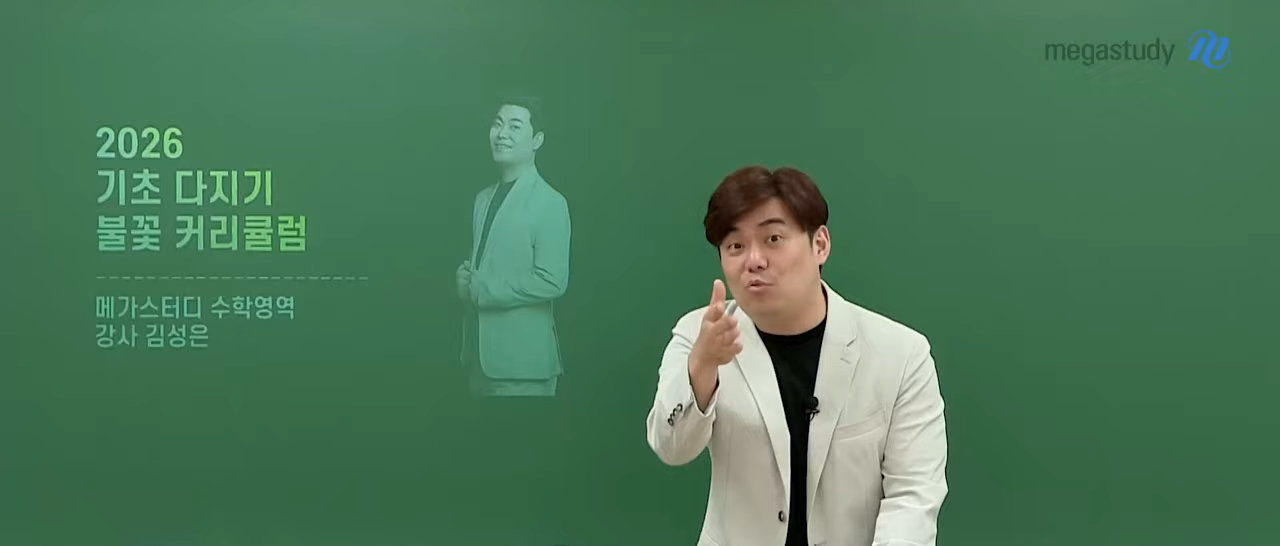 megastudy
2026
기초 다지기
불꽃 커리큘럼
메가스터디 수학영역
강사 김성은